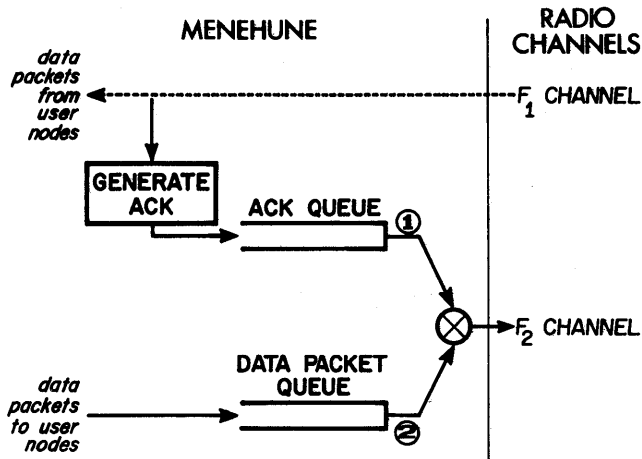 MENEHUNE
RADIO
CHANNELS
data
packets
from
user
nodes
F1 CHANNEL
GENERATE
ACK
ACK QUEUE
①
F2 CHANNEL
DATA PACKET
QUEUE
②
data
packets
to user
nodes